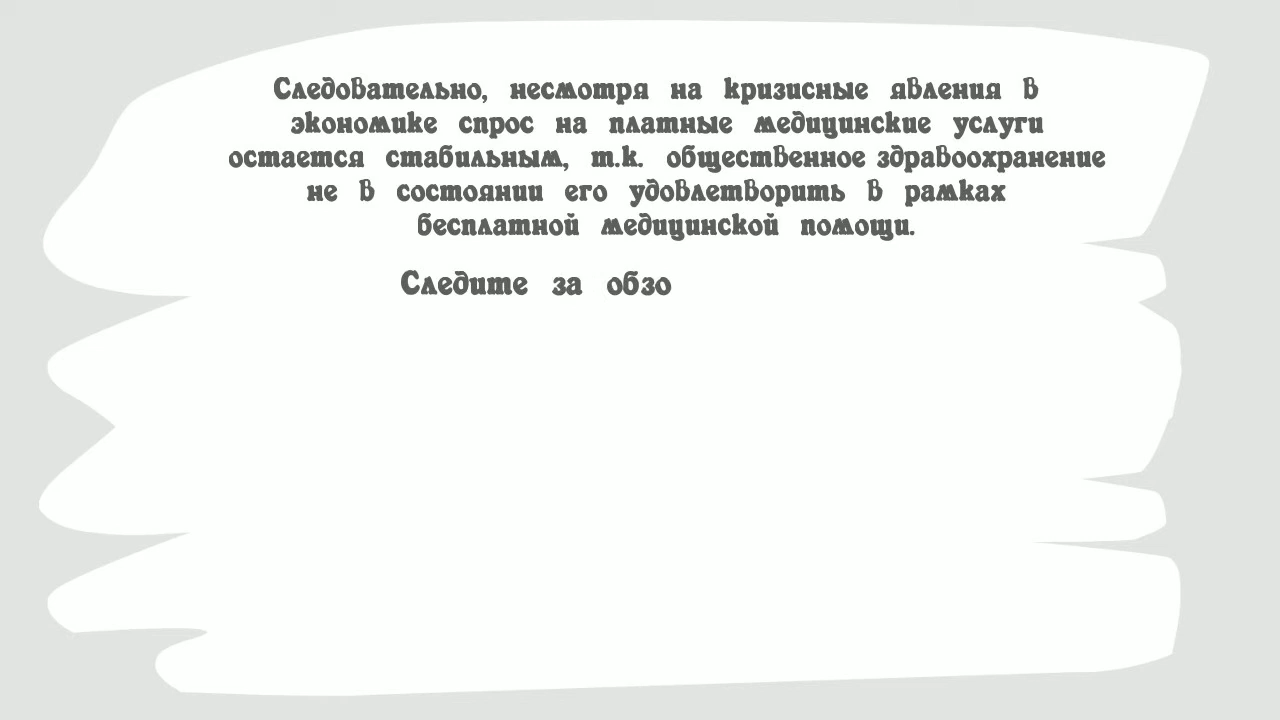 Следовательно, несмотря на кризисные явления в
экономике спрос на платные медицинские услуги
остается стабильным, т.к. общественное здравоохранение
не в состоянии его удовлетворить в рамках
бесплатной медицинской помощи.
Следите за обзо